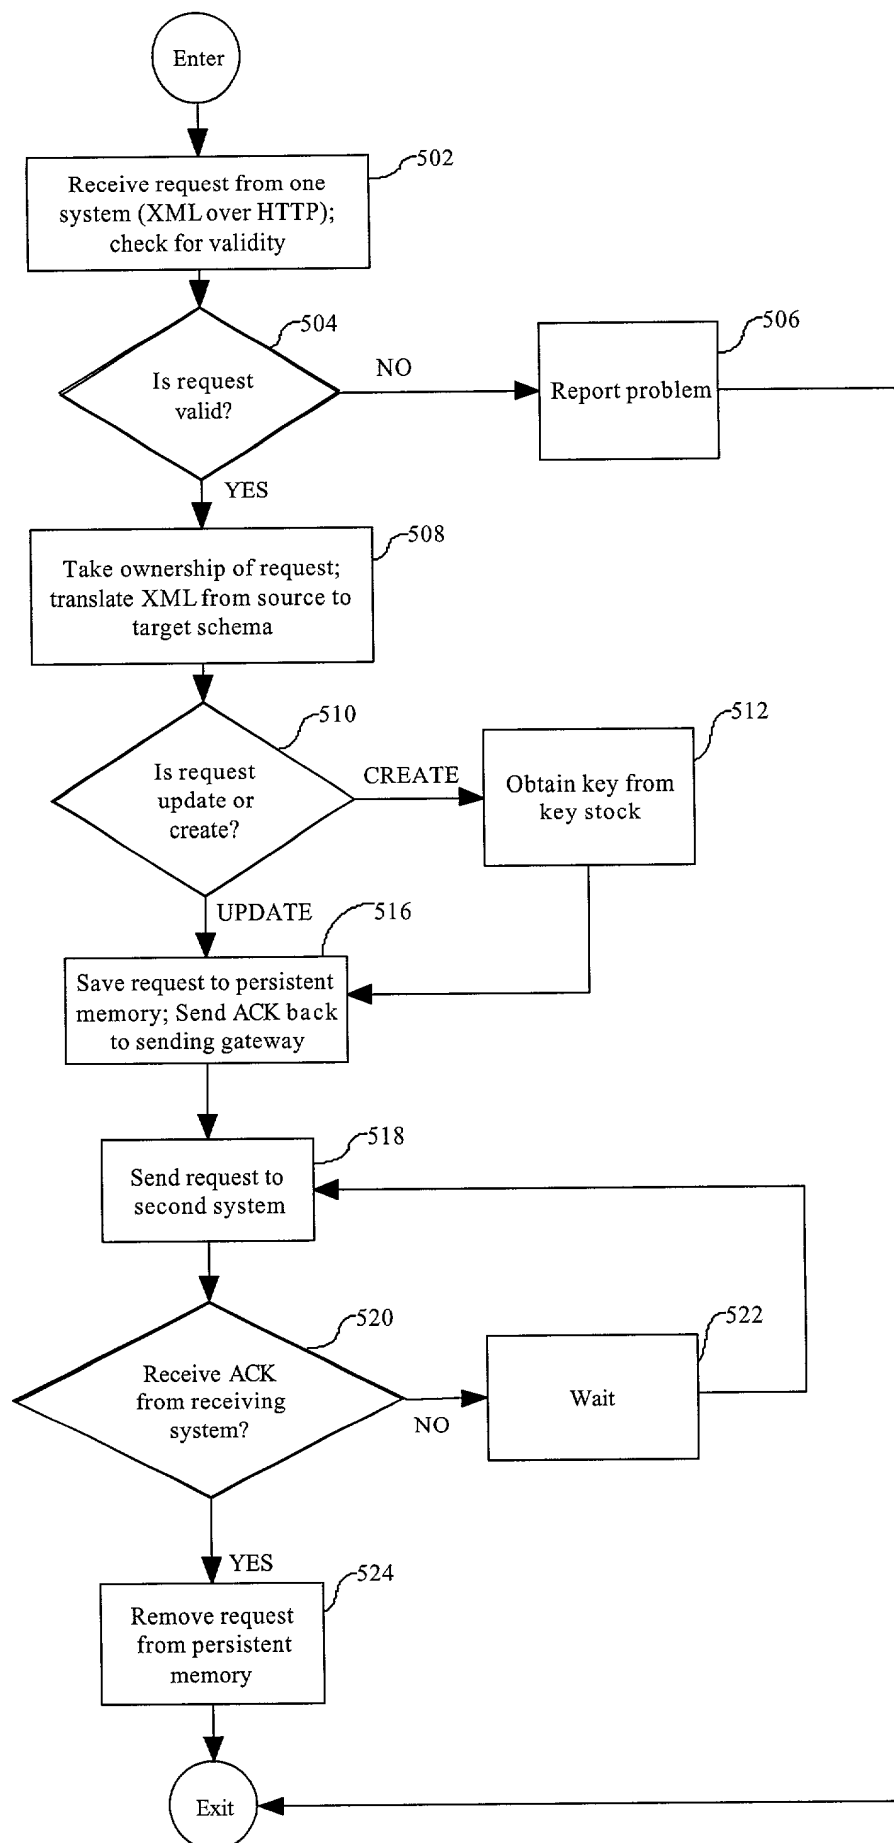 Enter
502
Receive request from one
system (XML over HTTP);
check for validity
504
Is request
valid?
NO
506
Report problem
YES
508
Take ownership of request;
translate XML from source to
target schema
510
Is request
update or
create?
CREATE
512
Obtain key from
key stock
UPDATE
516
Save request to persistent
memory; Send ACK back
to sending gateway
518
Send request to
second system
520
Receive ACK
from receiving
system?
NO
522
Wait
YES
524
Remove request
from persistent
memory
Exit